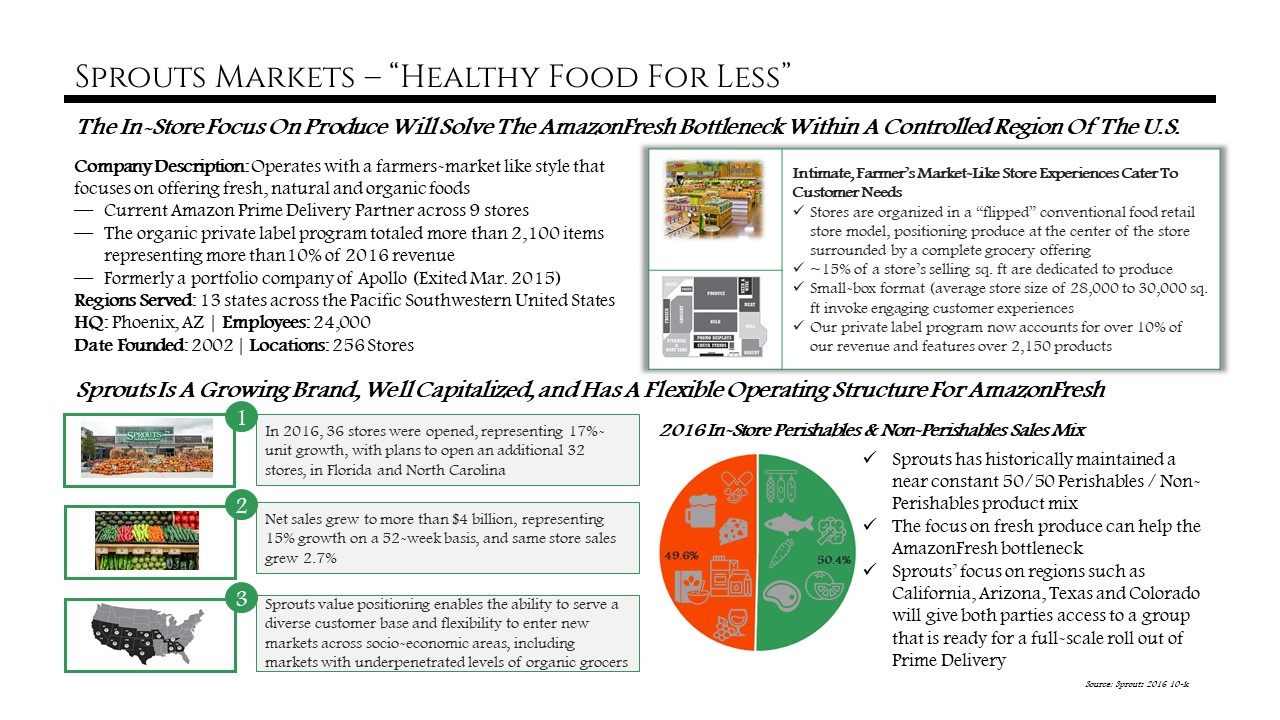 Sprouts Markets – “Healthy Food For Less”
The In-Store Focus On Produce Will Solve The AmazonFresh Bottleneck Within A Controlled Region Of The U.S.
Company Description: Operates with a farmers-market like style that
focuses on offering fresh, natural and organic foods
— Current Amazon Prime Delivery Partner across 9 stores
— The organic private label program totaled more than 2,100 items
representing more than 10% of 2016 revenue
— Formerly a portfolio company of Apollo (Exited Mar. 2015)
Regions Served: 13 states across the Pacific Southwestern United States
HQ: Phoenix, AZ | Employees: 24,000
Date Founded: 2002 | Locations: 256 Stores
Intimate, Farmer’s Market-Like Store Experiences Cater To
Customer Needs
✓ Stores are organized in a “flipped” conventional food retail
store model, positioning produce at the center of the store
surrounded by a complete grocery offering
✓ ~15% of a store’s selling sq. ft are dedicated to produce
✓ Small-box format (average store size of 28,000 to 30,000 sq.
ft invoke engaging customer experiences
✓ Our private label program now accounts for over 10% of
our revenue and features over 2,150 products
PRODUCE
MEAT
GROCERY
FROZEN
BULK
DELI
VITAMINS
&
BODY CARE
PROMO DISPLAYS
CHECK STANDS
BAKERY
Sprouts Is A Growing Brand, Well Capitalized, and Has A Flexible Operating Structure For AmazonFresh
SPROUTS
1
In 2016, 36 stores were opened, representing 17%-
unit growth, with plans to open an additional 32
stores, in Florida and North Carolina
2
Net sales grew to more than $4 billion, representing
15% growth on a 52-week basis, and same store sales
grew 2.7%
3
Sprouts value positioning enables the ability to serve a
diverse customer base and flexibility to enter new
markets across socio-economic areas, including
markets with underpenetrated levels of organic grocers
2016 In-Store Perishables & Non-Perishables Sales Mix
49.6%
50.4%
✓ Sprouts has historically maintained a
near constant 50/50 Perishables / Non-
Perishables product mix
✓ The focus on fresh produce can help the
AmazonFresh bottleneck
✓ Sprouts’ focus on regions such as
California, Arizona, Texas and Colorado
will give both parties access to a group
that is ready for a full-scale roll out of
Prime Delivery
Source: Sprouts 2016 10-k